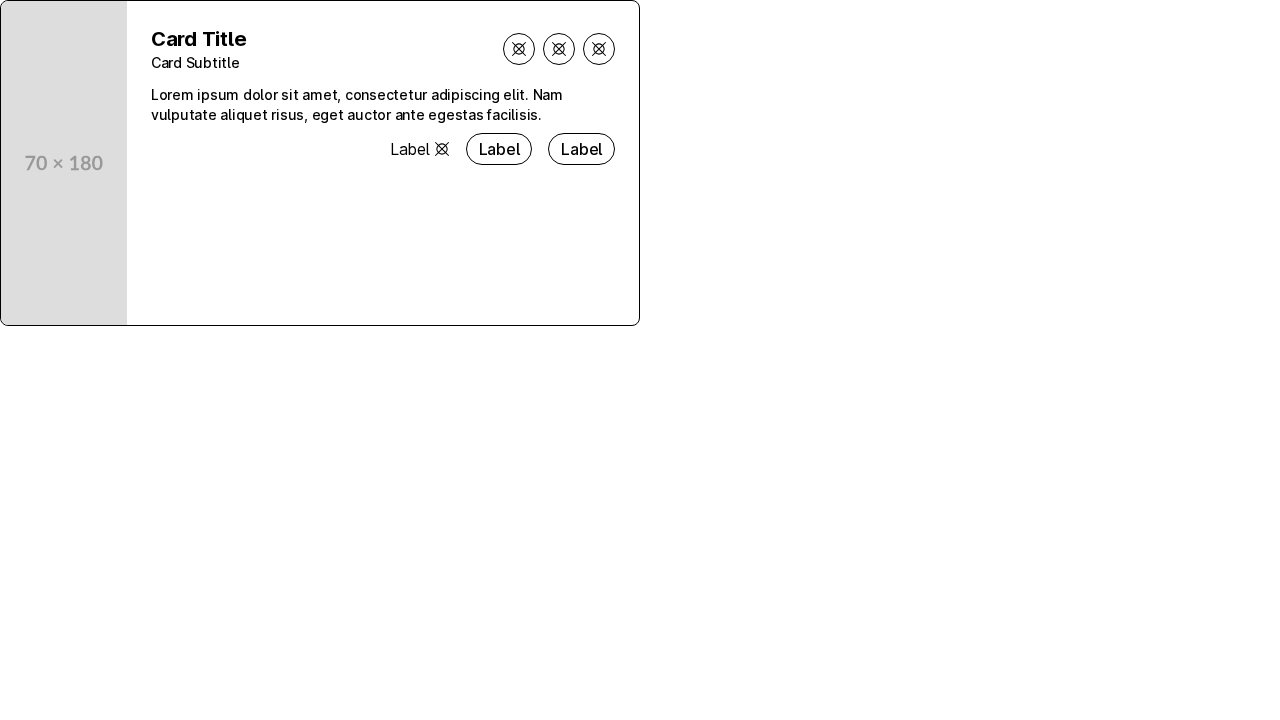 70 × 180
Card Title
Card Subtitle
Lorem ipsum dolor sit amet, consectetur adipiscing elit. Nam
vulputate aliquet risus, eget auctor ante egestas facilisis.
Label Label Label